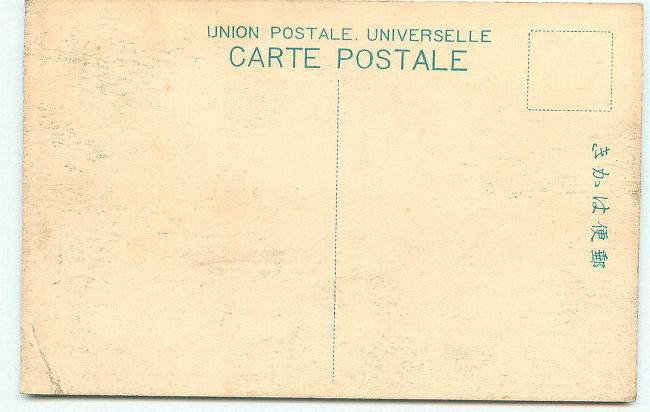 UNION POSTALE. UNIVERSELLE
CARTE POSTALE
郵便はかき